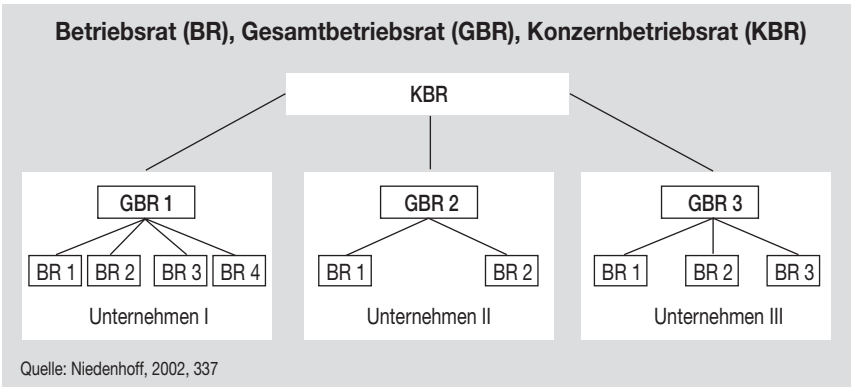 Betriebsrat (BR), Gesamtbetriebsrat (GBR), Konzernbetriebsrat (KBR)
KBR
GBR 1
GBR 2
GBR 3
BR 1 BR 2 BR 3 BR 4
BR 1 BR 2
BR 1 BR 2 BR 3
Unternehmen I
Unternehmen II
Unternehmen III
Quelle: Niedenhoff, 2002, 337